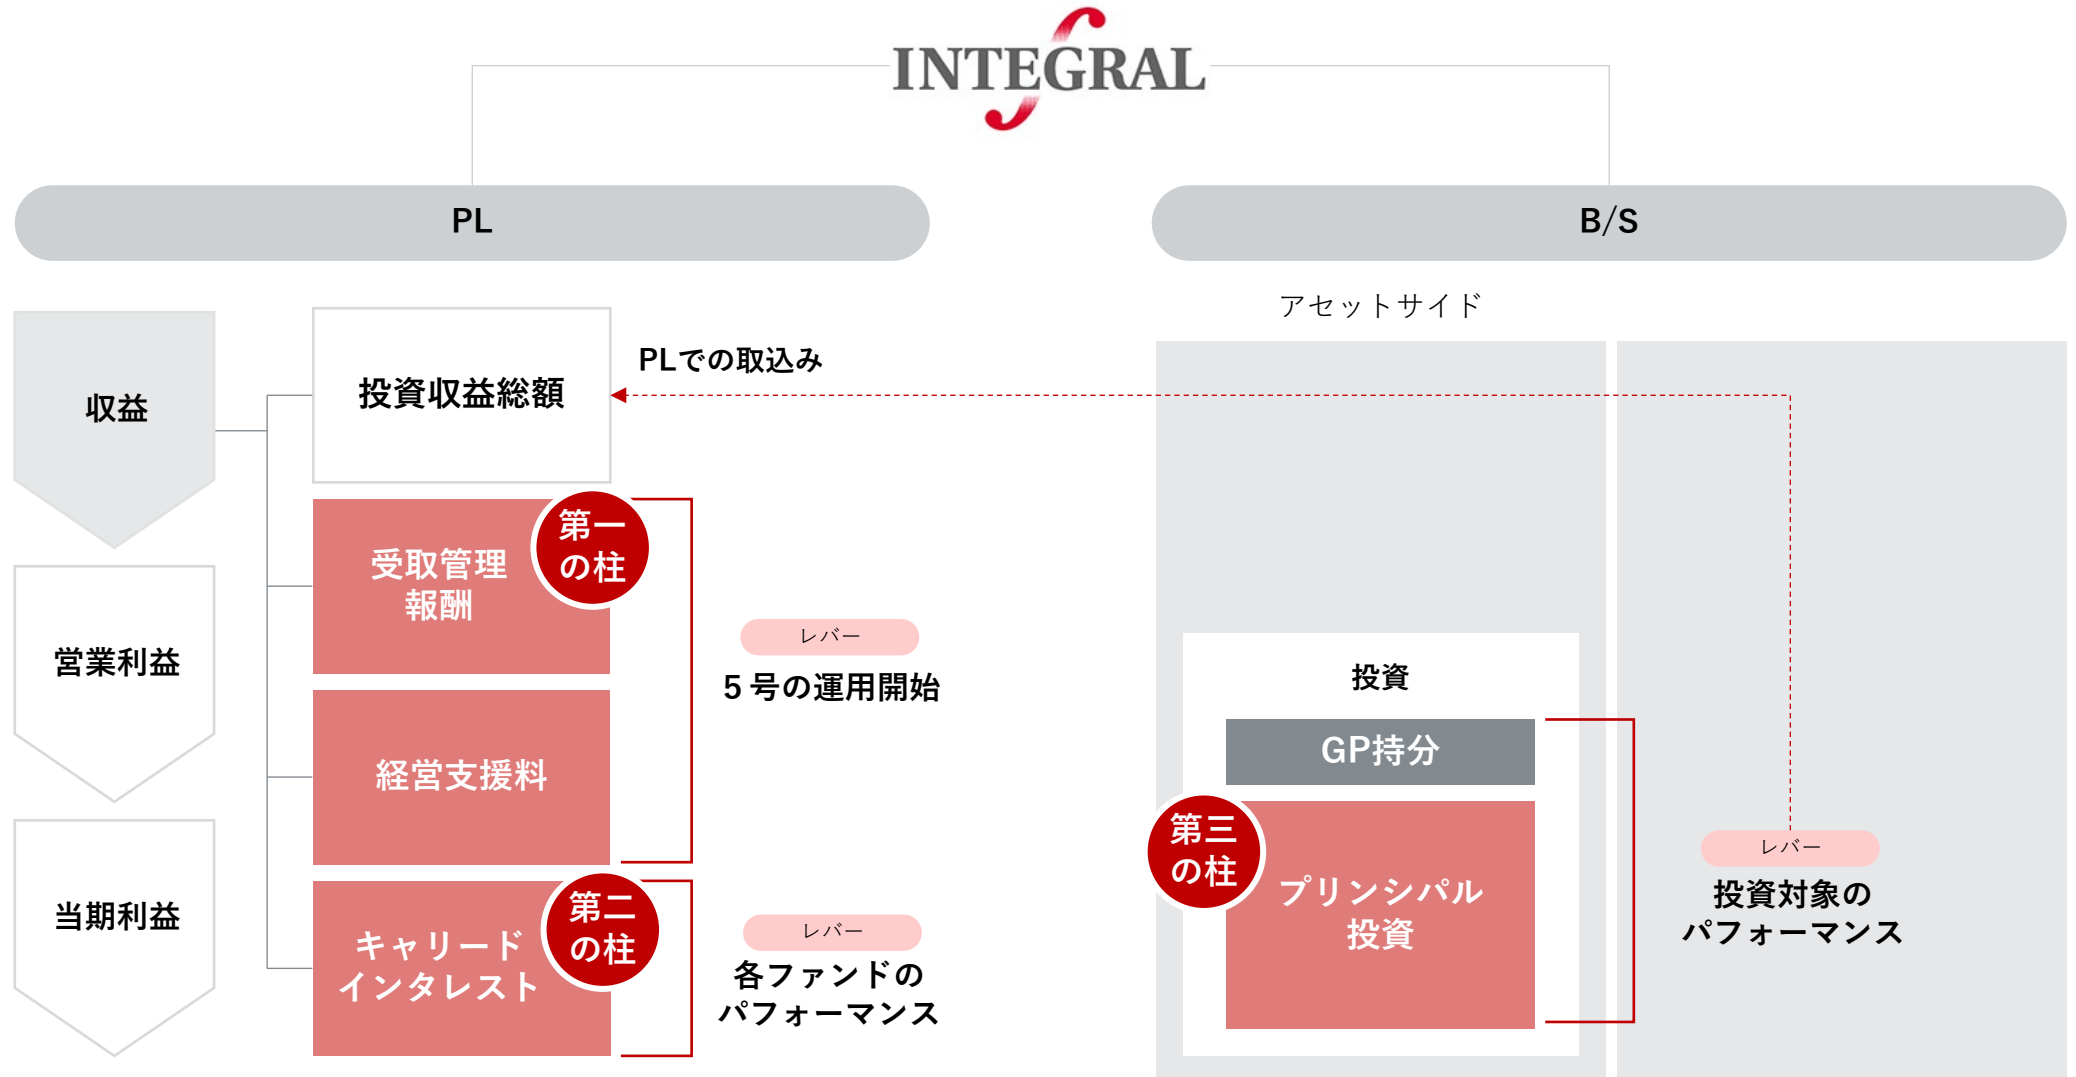 INTEGRAL
PL
B/S
収益
営業利益
当期利益
投資収益総額
PLでの取込み
受取管理
報酬
第一
の柱
経営支援料
レバー
５号の運用開始
キャリード
インタレスト
第二
の柱
レバー
各ファンドの
パフォーマンス
アセットサイド
投資
GP持分
第三
の柱
プリンシパル
投資
レバー
投資対象の
パフォーマンス